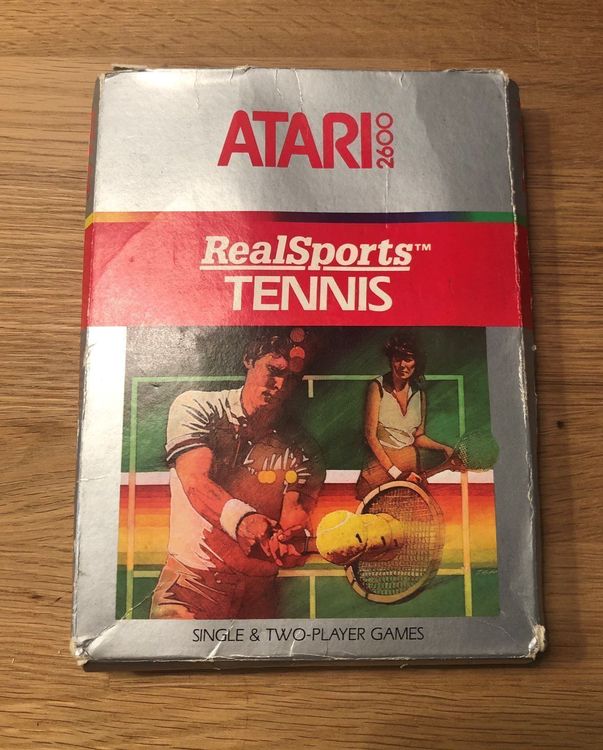 ATARI 2600
RealSports™
TENNIS
SINGLE & TWO-PLAYER GAMES